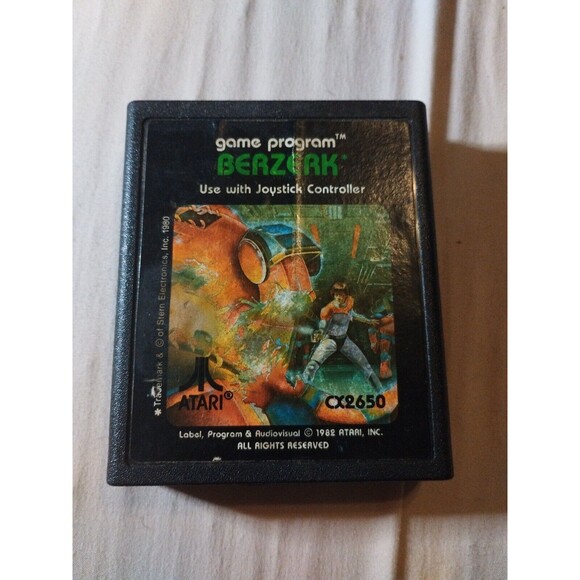 game program™
BERZERK*
Use with Joystick Controller
* Trademark & © of Stern Electronics, Inc. 1980
ATARI®
CX2650
Label, Program & Audiovisual © 1982 ATARI, INC.
ALL RIGHTS RESERVED